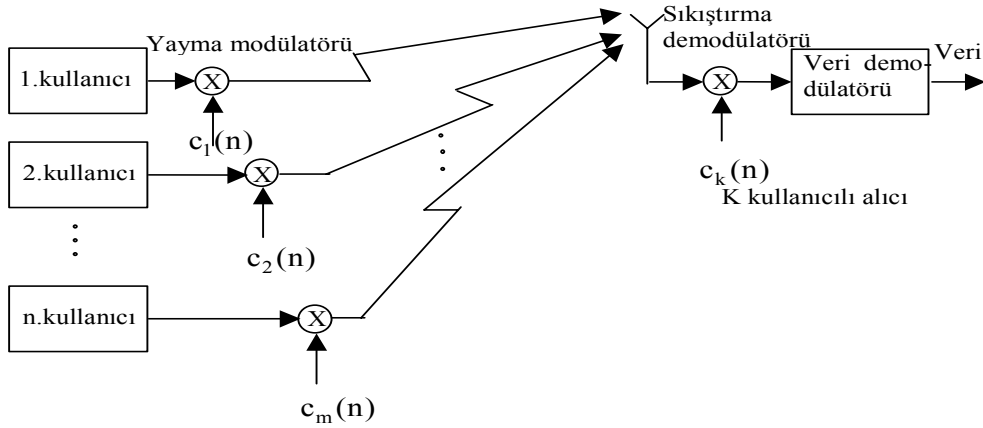 Yayma modülatörü
1.kullanıcı
X
c1(n)
2.kullanıcı
X
c2(n)
n.kullanıcı
X
cm(n)
Sıkıştırma
demodülatörü
X
ck(n)
K kullanıcılı alıcı
Veri demo-
dülatörü
Veri